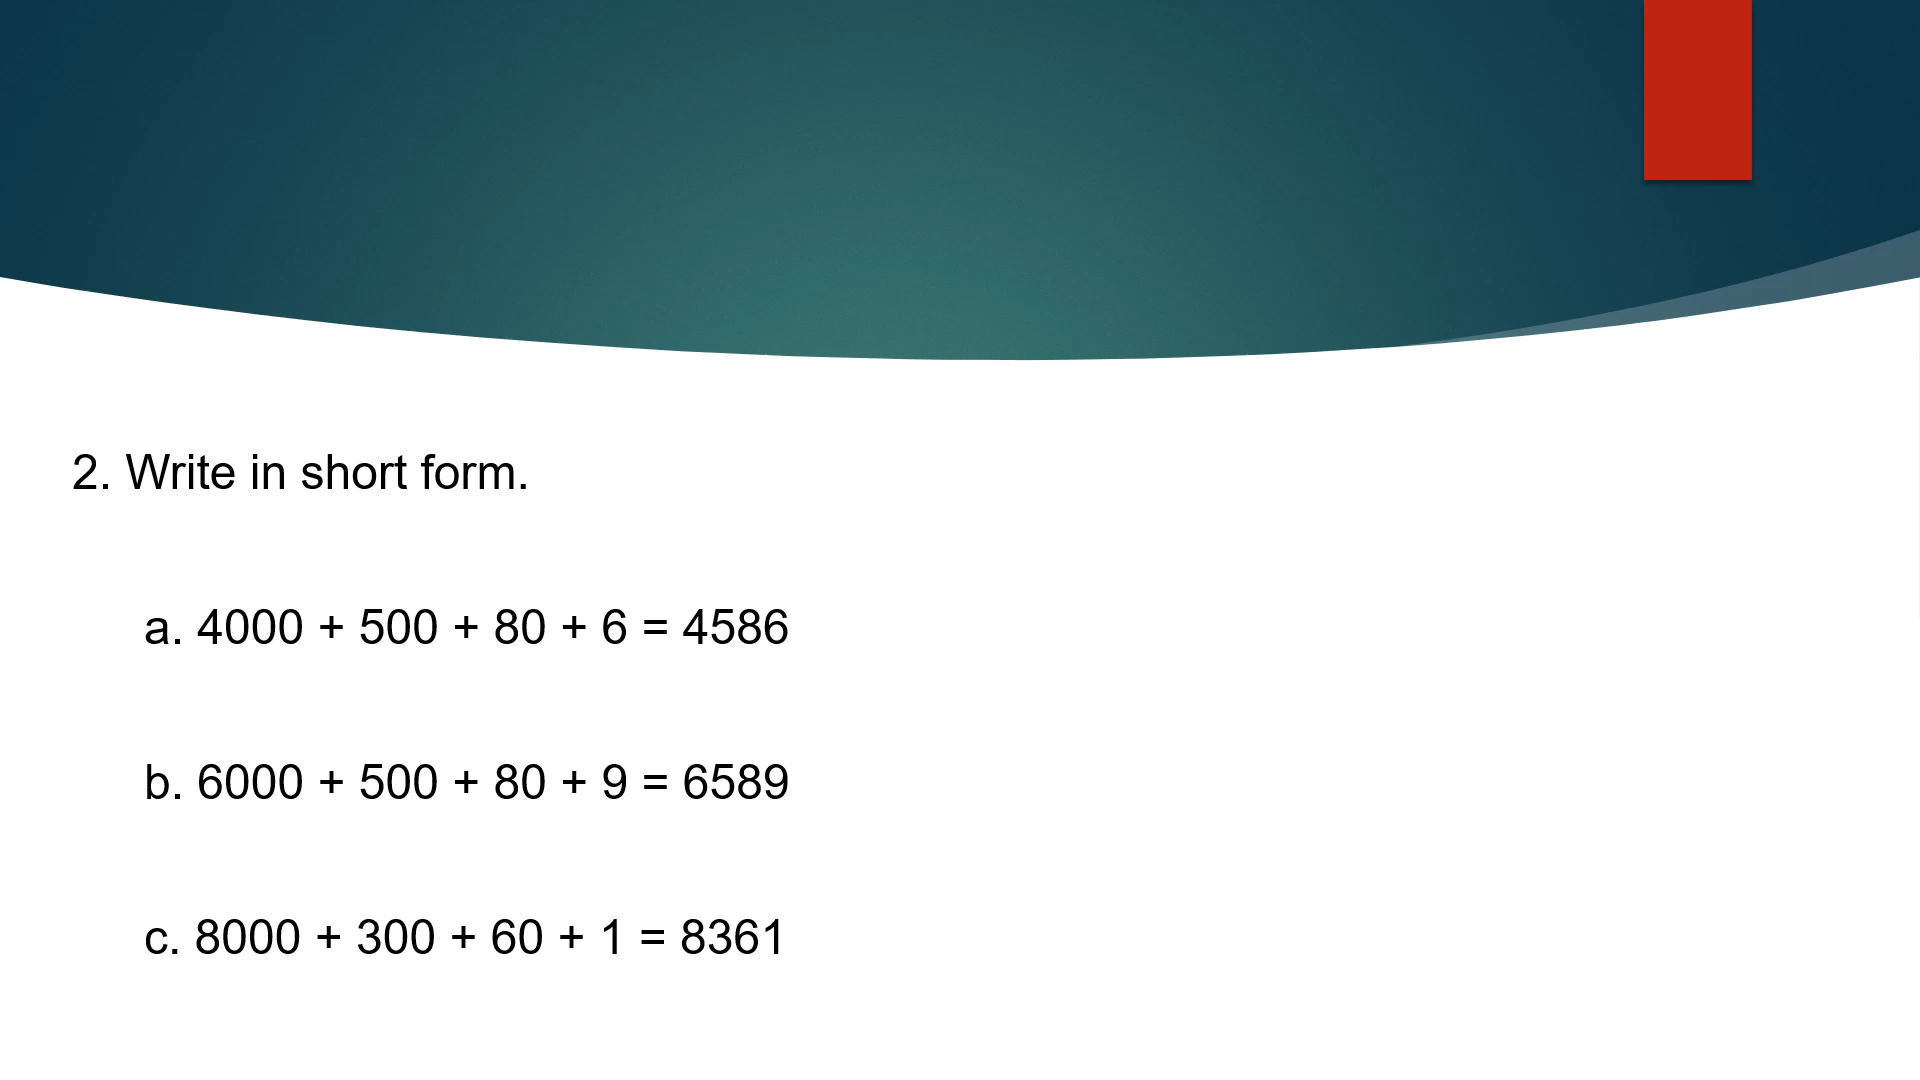 2. Write in short form.
a. 4000 + 500 + 80 + 6 = 4586
b. 6000 + 500 + 80 + 9 = 6589
c. 8000 + 300 + 60 + 1 = 8361